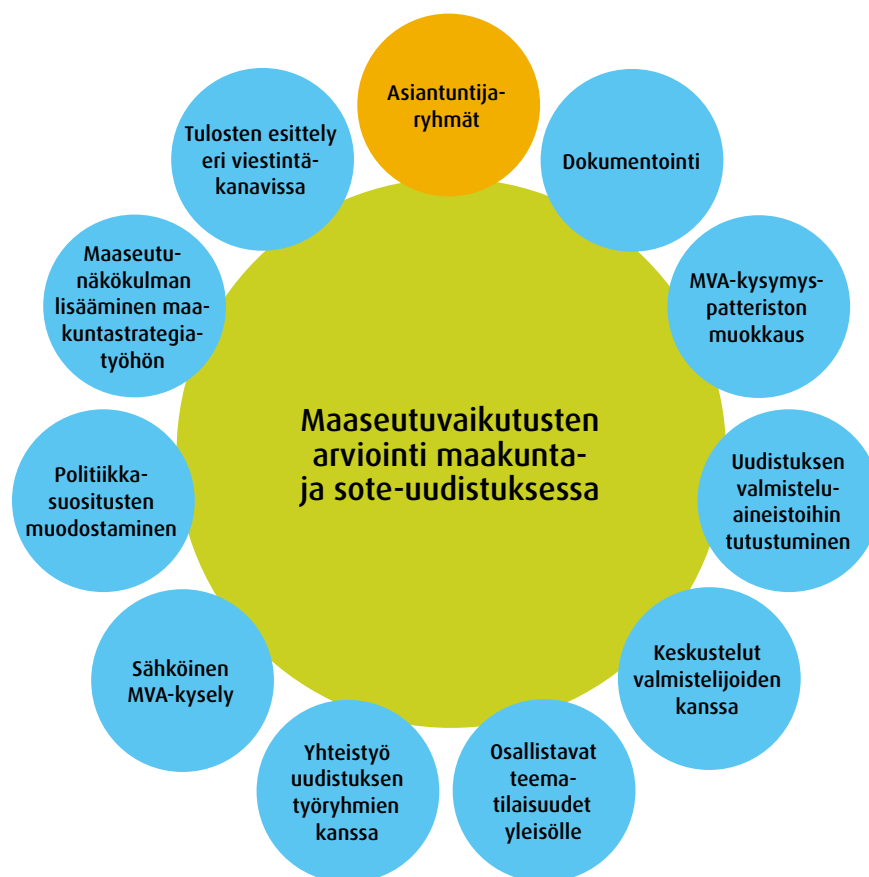 Asiantuntija-
ryhmät
Dokumentointi
MVA-kysymys-
patteriston
muokkaus
Uudistuksen
valmistelu-
aineistoihin
tutustuminen
Keskustelut
valmistelijoiden
kanssa
Osallistavat
teema-
tilaisuudet
yleisölle
Yhteistyö
uudistuksen
työryhmien
kanssa
Sähköinen
MVA-kysely
Politiikka-
suositusten
muodostaminen
Maaseutu-
näkökulman
lisääminen maa-
kuntastrategia-
työhön
Tulosten esittely
eri viestintä-
kanavissa
Maaseutuvaikutusten
arviointi maakunta-
ja sote-uudistuksessa